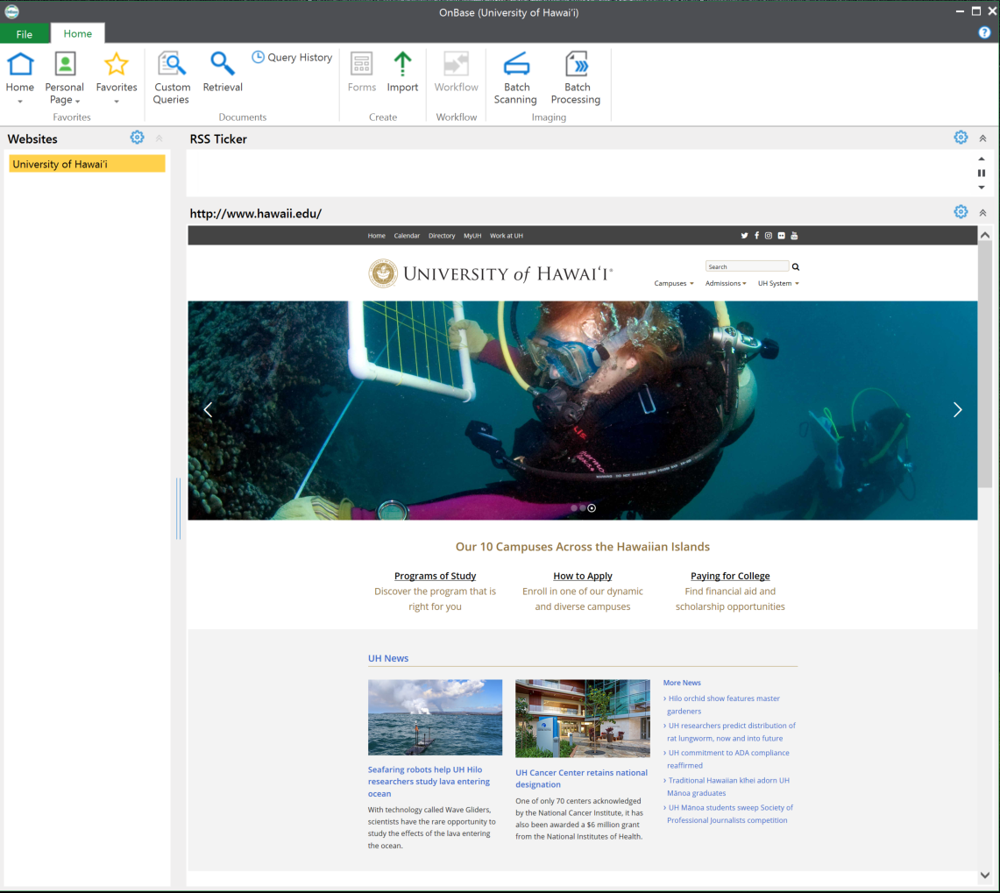 OnBase (University of Hawai'i)
File
Home
?
Home
Personal
Page
Favorites
Favorites
Custom
Queries
Retrieval
Query History
Documents
Forms
Import
Create
Workflow
Workflow
Batch
Scanning
Batch
Processing
Imaging
Websites
University of Hawai'i
RSS Ticker
http://www.hawaii.edu/
Home Calendar Directory MyUH Work at UH
UNIVERSITY of HAWAIʻI®
Search
Campuses Admissions UH System
Our 10 Campuses Across the Hawaiian Islands
Programs of Study
Discover the program that is
right for you
How to Apply
Enroll in one of our dynamic
and diverse campuses
Paying for College
Find financial aid and
scholarship opportunities
UH News
Seafaring robots help UH Hilo
researchers study lava entering
ocean
With technology called Wave Gliders,
scientists have the rare opportunity to
study the effects of the lava entering
the ocean.
UH Cancer Center retains national
designation
One of only 70 centers acknowledged
by the National Cancer Institute, it has
also been awarded a $6 million grant
from the National Institutes of Health.
More News
› Hilo orchid show features master
gardeners
› UH researchers predict distribution of
rat lungworm, now and into future
› UH commitment to ADA compliance
reaffirmed
› Traditional Hawaiian kīhei adorn UH
Mānoa graduates
› UH Mānoa students sweep Society of
Professional Journalists competition